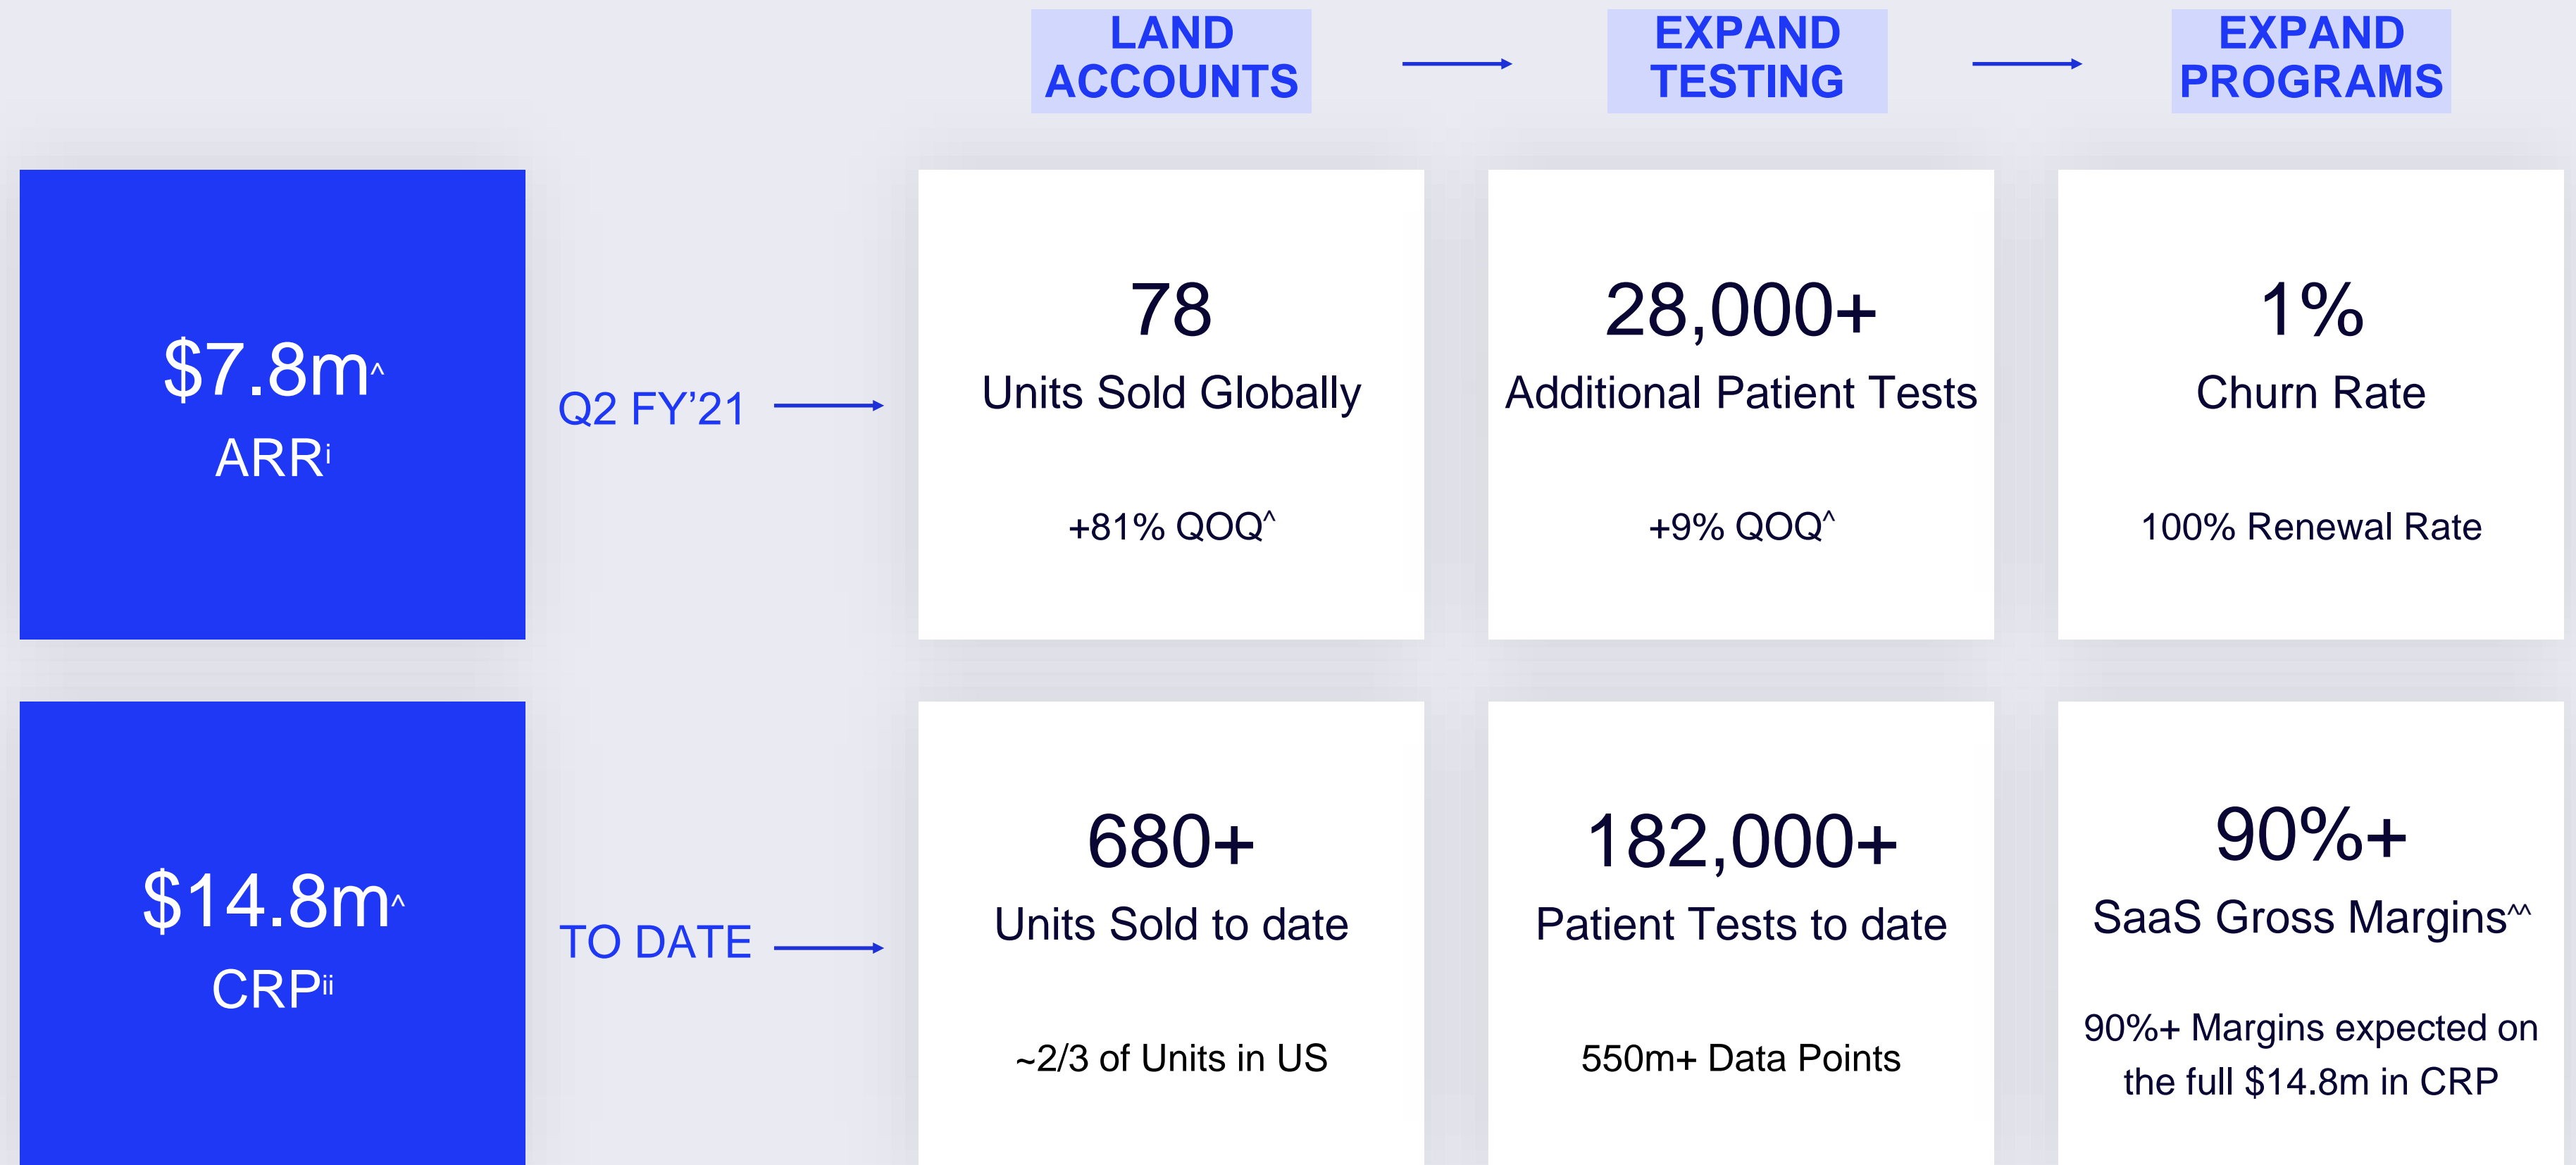 LAND
ACCOUNTS
EXPAND
TESTING
EXPAND
PROGRAMS
$7.8m^
ARRⁱ
Q2 FY’21
78
Units Sold Globally
+81% QOQ^
28,000+
Additional Patient Tests
+9% QOQ^
1%
Churn Rate
100% Renewal Rate
$14.8m^
CRPⁱⁱ
TO DATE
680+
Units Sold to date
~2/3 of Units in US
182,000+
Patient Tests to date
550m+ Data Points
90%+
SaaS Gross Margins^^
90%+ Margins expected on
the full $14.8m in CRP